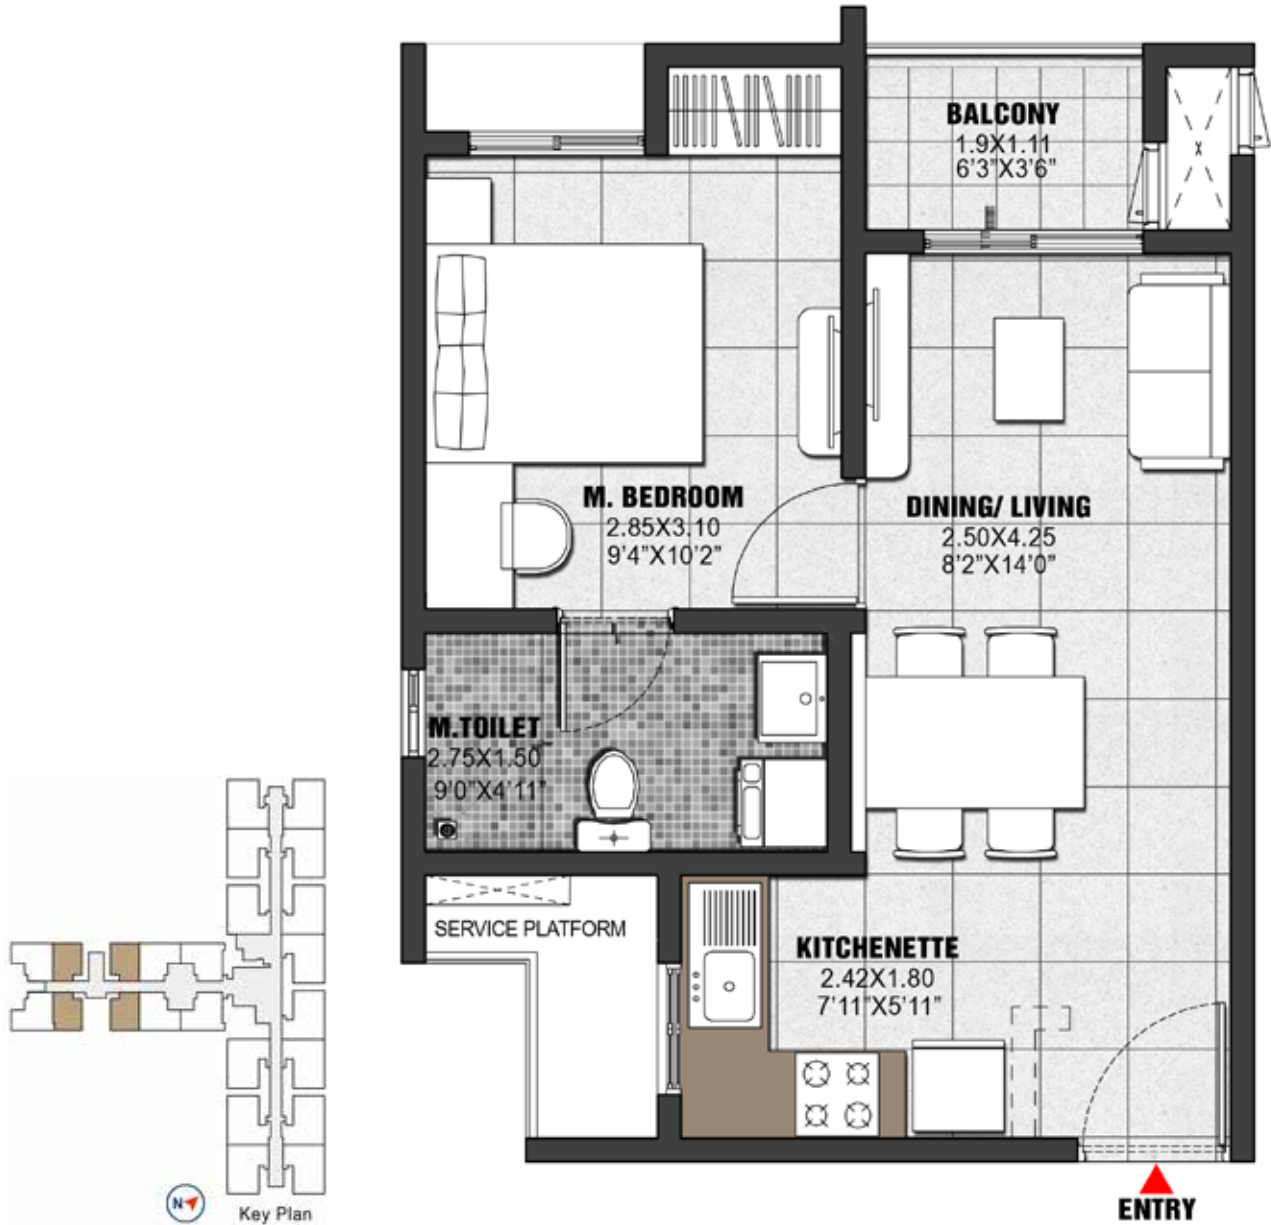 BALCONY
1.9X1.11
6'3"X3'6"
M. BEDROOM
2.85X3.10
9'4"X10'2"
DINING/ LIVING
2.50X4.25
8'2"X14'0"
M.TOILET
2.75X1.50
9'0"X4'11"
SERVICE PLATFORM
KITCHENETTE
2.42X1.80
7'11"X5'11"
N
Key Plan
ENTRY